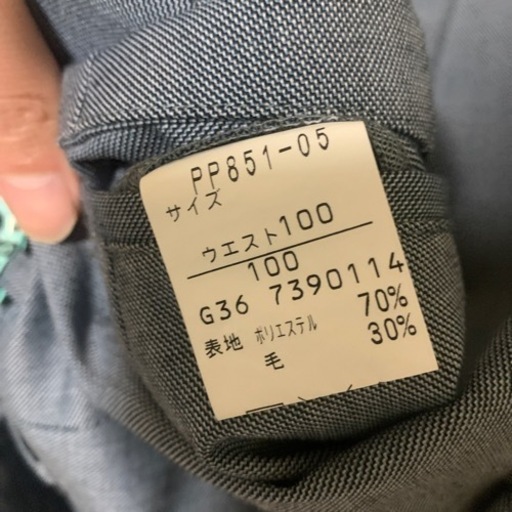 PP851-05
サイズ
ウエスト100
100
G36 7390114
表地 ポリエステル 70%
毛 30%